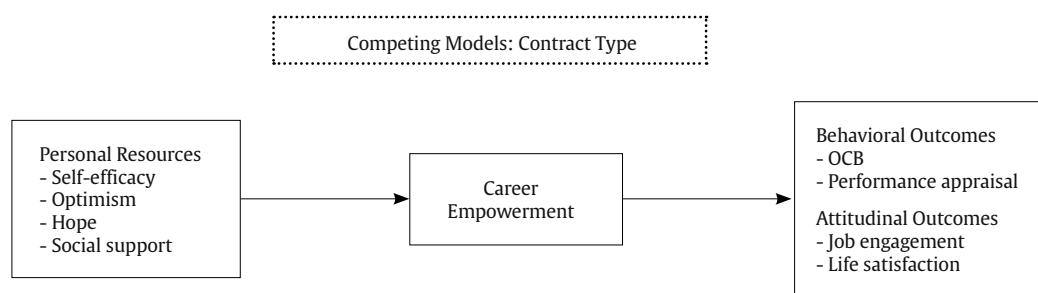 Competing Models: Contract Type
Personal Resources
- Self-efficacy
- Optimism
- Hope
- Social support
Career
Empowerment
Behavioral Outcomes
- OCB
- Performance appraisal
Attitudinal Outcomes
- Job engagement
- Life satisfaction